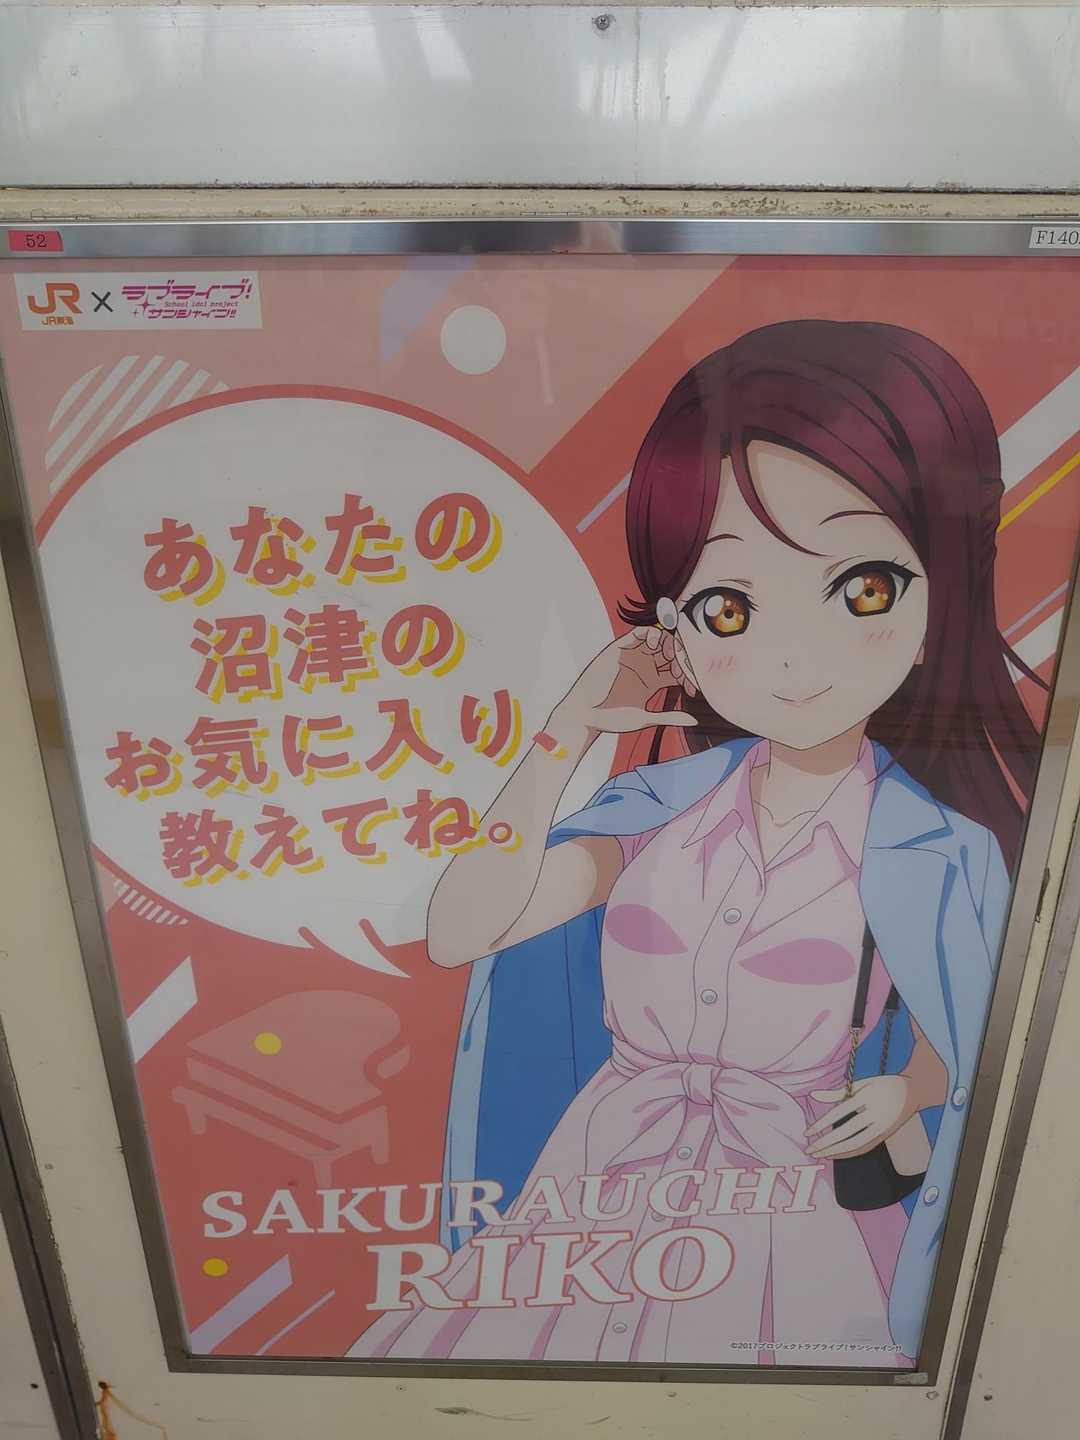 52
F140
JR × ラブライブ!
JR東海
School idol project
サンシャイン!!
あなたの
沼津の
お気に入り、
教えてね。
SAKURAUCHI
RIKO
©2017 プロジェクトラブライブ!サンシャイン!!